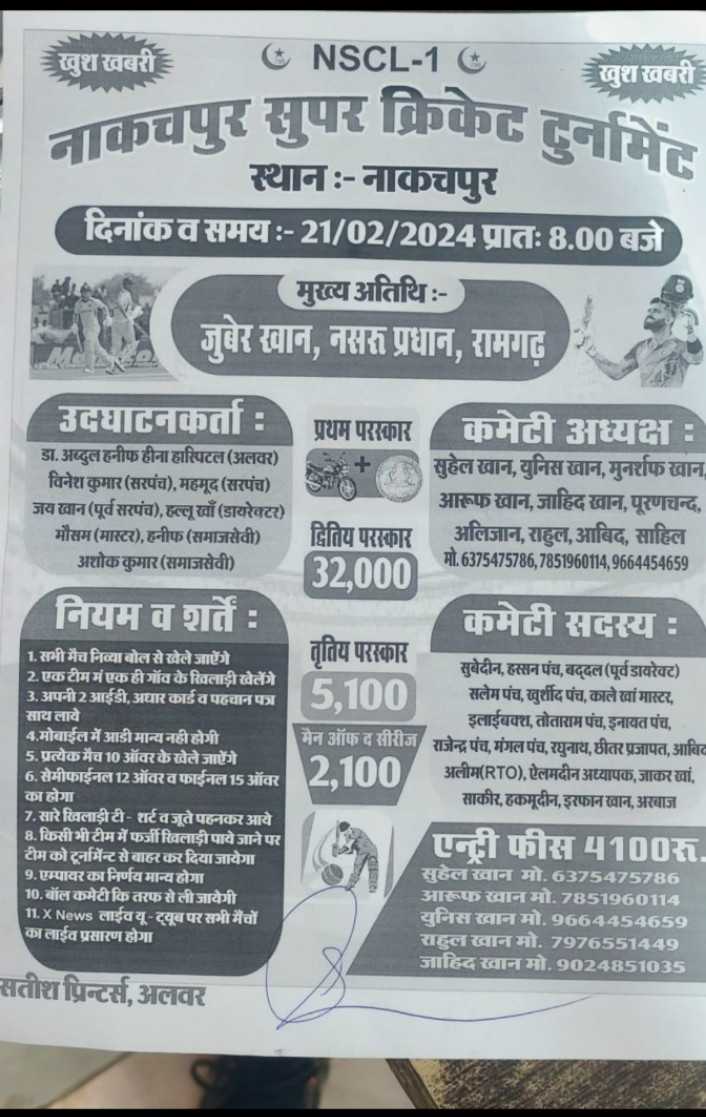 खुश खबरी
NSCL-1
खुश खबरी
नाकचपुर सुपर क्रिकेट टुर्नामेंट
स्थान :- नाकचपुर
दिनांक व समय :- 21/02/2024 प्रातः 8.00 बजे
मुख्य अतिथि :-
जुबेर खान, नसरू प्रधान, रामगढ़
उदघाटनकर्ता :
डा. अब्दुल हनीफ हीना हास्पिटल (अलवर)
विनेश कुमार (सरपंच), महमूद (सरपंच)
जय खान (पूर्व सरपंच), हल्लू खाँ (डायरेक्टर)
मौसम (मास्टर), हनीफ (समाजसेवी)
अशोक कुमार (समाजसेवी)
प्रथम परस्कार
+
द्वितिय परस्कार
32,000
तृतिय परस्कार
5,100
मैन ऑफ द सीरीज
2,100
कमेटी अध्यक्ष :
सुहेल खान, युनिस खान, मुनर्शफ खान,
आरूफ खान, जाहिद खान, पूरणचन्द,
अलिजान, राहुल, आबिद, साहिल
मो. 6375475786, 7851960114, 9664454659
नियम व शर्तें :
1. सभी मैच निव्या बोल से खेले जाऐंगे
2. एक टीम मं एक ही गॉव के खिलाड़ी खेलेंगे
3. अपनी 2 आईडी, अधार कार्ड व पहचान पत्र
साथ लाये
4.मोबाईल में आडी मान्य नही होगी
5. प्रत्येक मैच 10 ऑवर के खेले जाऐंगे
6. सेमीफाईनल 12 ऑवर व फाईनल 15 ऑवर
का होगा
7. सारे खिलाड़ी टी - शर्ट व जूते पहनकर आये
8. किसी भी टीम में फर्जी खिलाड़ी पाये जाने पर
टीम को टूर्नामेन्ट से बाहर कर दिया जायेगा
9. एम्पायर का निर्णय मान्य होगा
10. बॉल कमेटी कि तरफ से ली जायेगी
11. X News लाईव यू - ट्यूब पर सभी मैंचों
का लाईव प्रसारण होगा
कमेटी सदस्य :
सुबेदीन, हस्सन पंच, बद्दल (पूर्व डायरेक्ट)
सलेम पंच, खुर्शीद पंच, काले खां मास्टर,
इलाईबक्श, तोताराम पंच, इनायत पंच,
राजेन्द्र पंच, मंगल पंच, रघुनाथ, छीतर प्रजापत, आबिद
अलीम(RTO), ऐलमदीन अध्यापक, जाकर खां,
साकीर, हकमूदीन, इरफान खान, अरबाज
एन्ट्री फीस 4100रू.
सुहेल खान मो. 6375475786
आरूफ खान मो. 7851960114
युनिस खान मो. 9664454659
राहुल खान मो. 7976551449
जाहिद खान मो. 9024851035
सतीश प्रिन्टर्स, अलवर